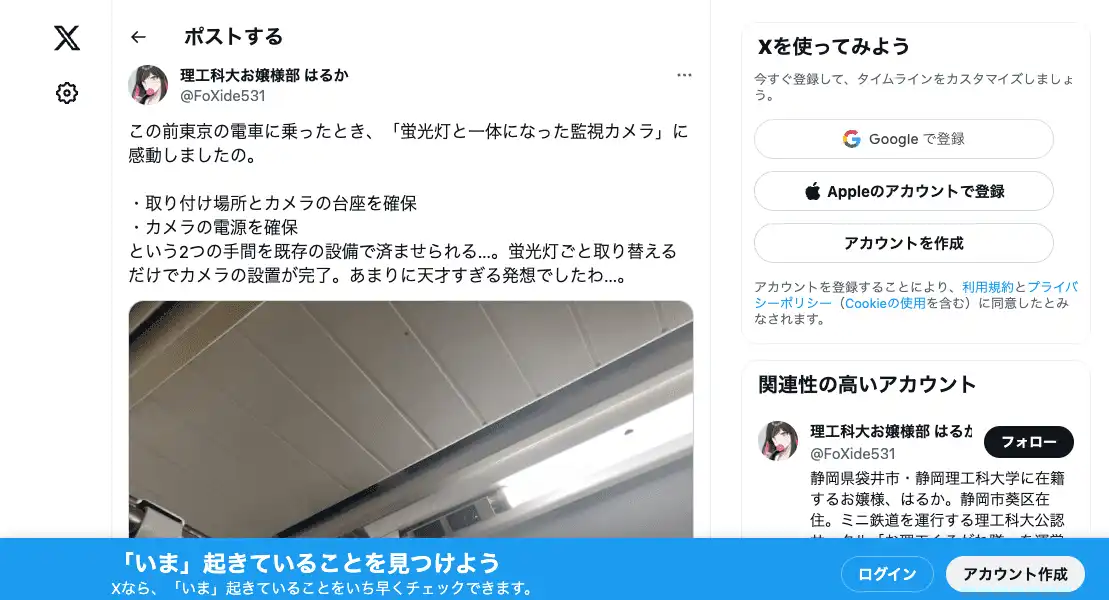 ポストする
理工科大お嬢様部 はるか
@FoXide531
この前東京の電車に乗ったとき、「蛍光灯と一体になった監視カメラ」に
感動しましたの。
・取り付け場所とカメラの台座を確保
・カメラの電源を確保
という2つの手間を既存の設備で済ませられる...。蛍光灯ごと取り替える
だけでカメラの設置が完了。あまりに天才すぎる発想でしたわ...。
Xを使ってみよう
今すぐ登録して、タイムラインをカスタマイズしましょ
う。
Google で登録
Appleのアカウントで登録
アカウントを作成
アカウントを登録することにより、利用規約とプライバ
シーポリシー（Cookieの使用を含む）に同意したとみ
なされます。
関連性の高いアカウント
理工科大お嬢様部 はるか
@FoXide531
フォロー
静岡県袋井市・静岡理工科大学に在籍
するお嬢様、はるか。静岡市葵区在
住。ミニ鉄道を運行する理工科大公認
「いま」起きていることを見つけよう
Xなら、「いま」起きていることをいち早くチェックできます。
ログイン
アカウント作成